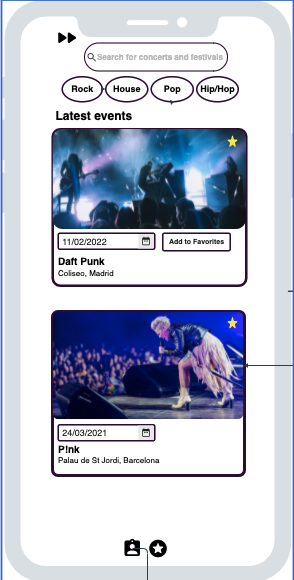 Search for concerts and festivals
Rock House Pop Hip/Hop
Latest events
11/02/2022 Add to Favorites
Daft Punk
Coliseo, Madrid
24/03/2021
P!nk
Palau de St Jordi, Barcelona